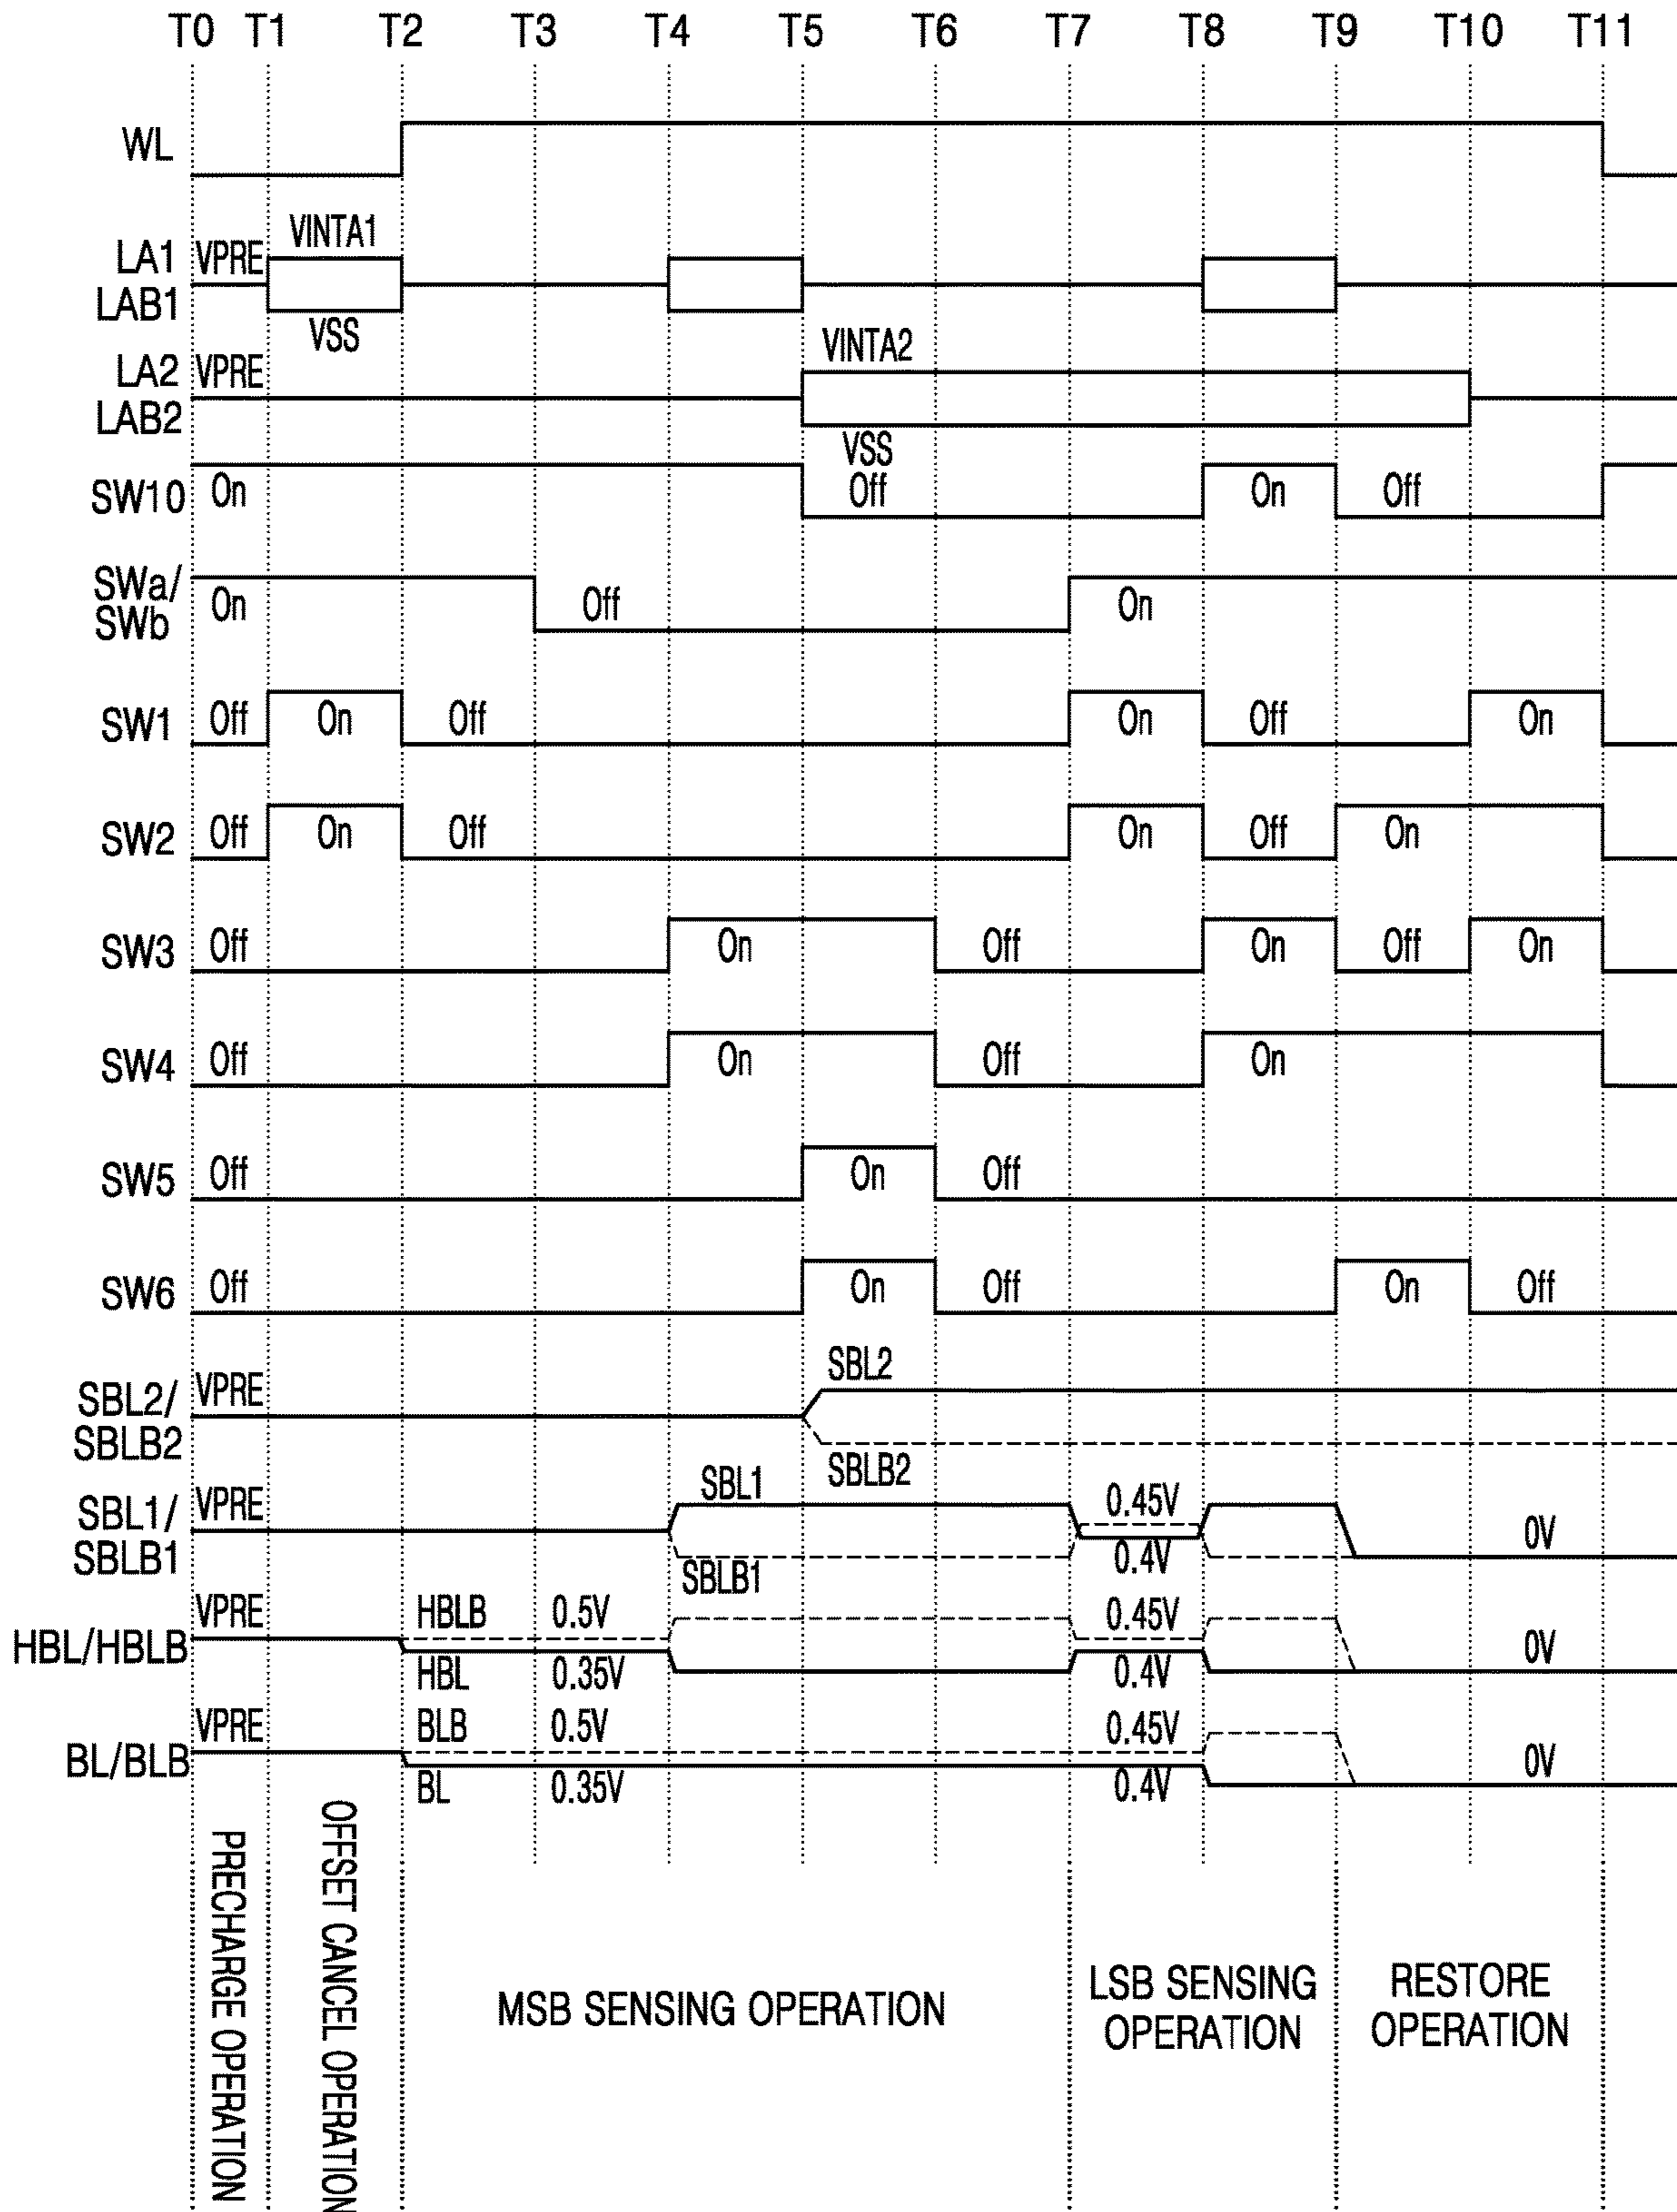 T0 T1 T2 T3 T4 T5 T6 T7 T8 T9 T10 T11
WL
VINTA1
LA1 VPRE
LAB1
VSS
VINTA2
LA2 VPRE
LAB2
VSS
SW10 On Off On Off
SWa/
SWb On Off On
SW1 Off On Off On Off On
SW2 Off On Off On Off On
SW3 Off On Off On Off On
SW4 Off On Off On
SW5 Off On Off
SW6 Off On Off On Off
SBL2
SBL2/ VPRE
SBLB2
SBLB2
SBL1
SBL1/ VPRE 0.45V
SBLB1 0.4V 0V
SBLB1
VPRE HBLB 0.5V 0.45V
HBL/HBLB 0V
HBL 0.35V 0.4V
VPRE BLB 0.5V 0.45V
BL/BLB 0V
BL 0.35V 0.4V
PRECHARGE OPERATION
OFFSET CANCEL OPERATION
MSB SENSING OPERATION
LSB SENSING
OPERATION
RESTORE
OPERATION